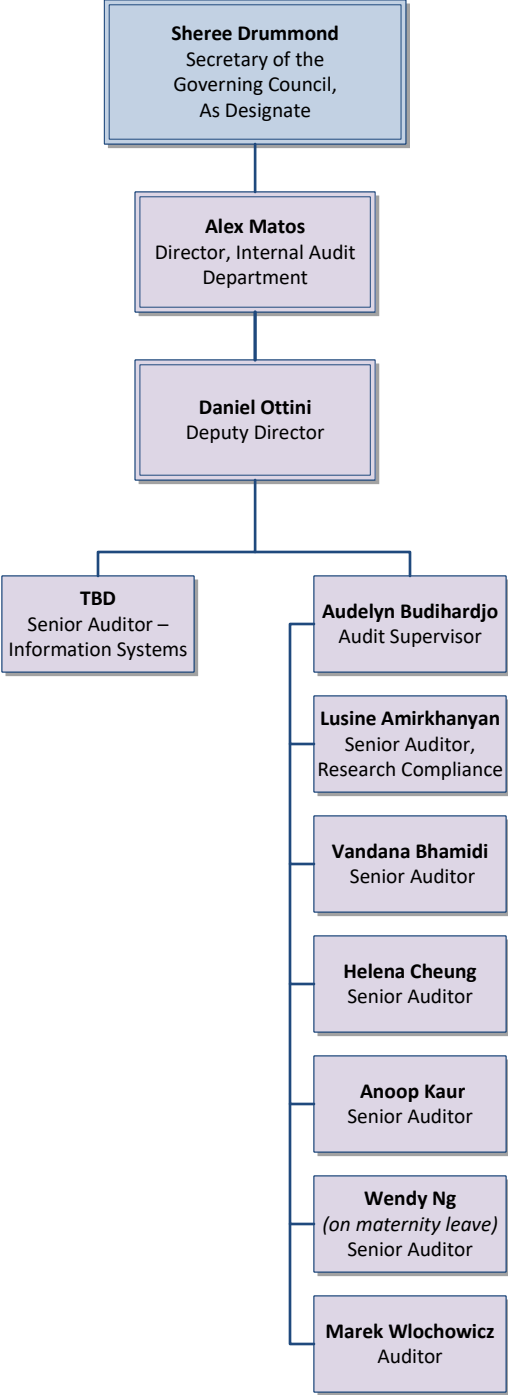 Sheree Drummond
Secretary of the
Governing Council,
As Designate
Alex Matos
Director, Internal Audit
Department
Daniel Ottini
Deputy Director
TBD
Senior Auditor –
Information Systems
Audelyn Budihardjo
Audit Supervisor
Lusine Amirkhanyan
Senior Auditor,
Research Compliance
Vandana Bhamidi
Senior Auditor
Helena Cheung
Senior Auditor
Anoop Kaur
Senior Auditor
Wendy Ng
(on maternity leave)
Senior Auditor
Marek Wlochowicz
Auditor